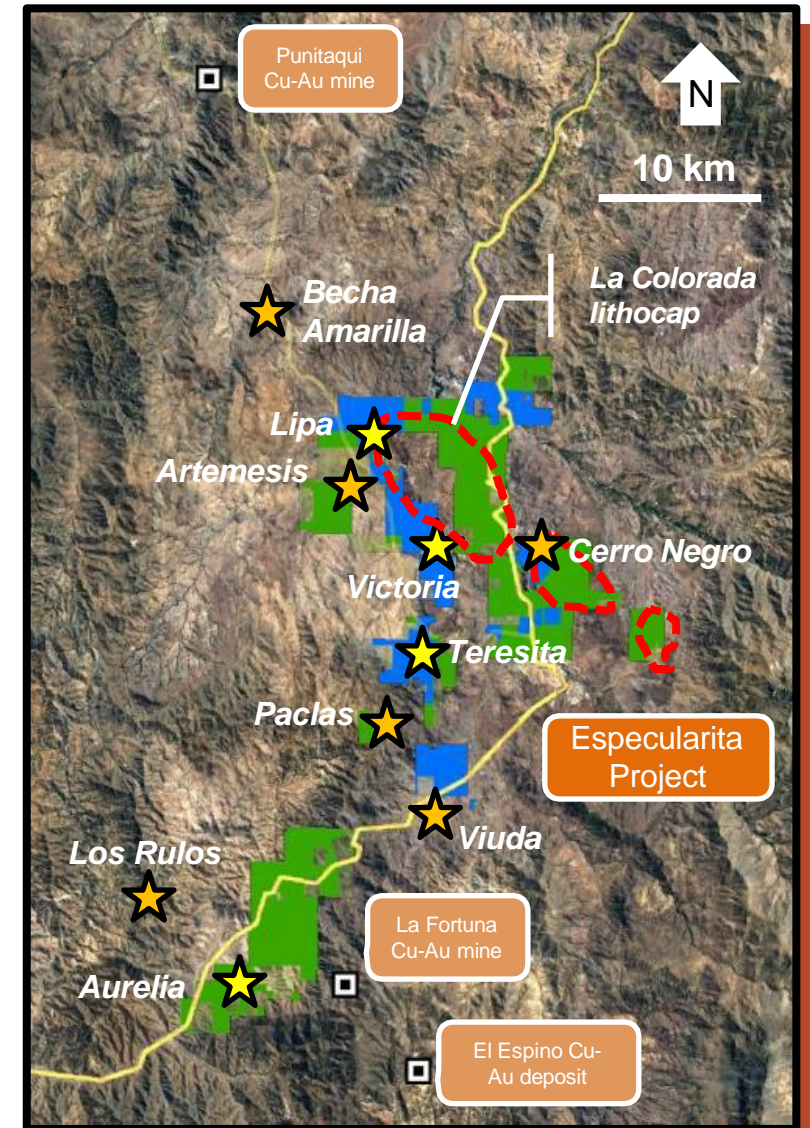 Punitaqui
Cu-Au mine
N
10 km
La Colorada
lithocap
Becha
Amarilla
Lipa
Artemesis
Cerro Negro
Victoria
Teresita
Paclas
Especularita
Project
Viuda
Los Rulos
La Fortuna
Cu-Au mine
Aurelia
El Espino Cu-
Au deposit